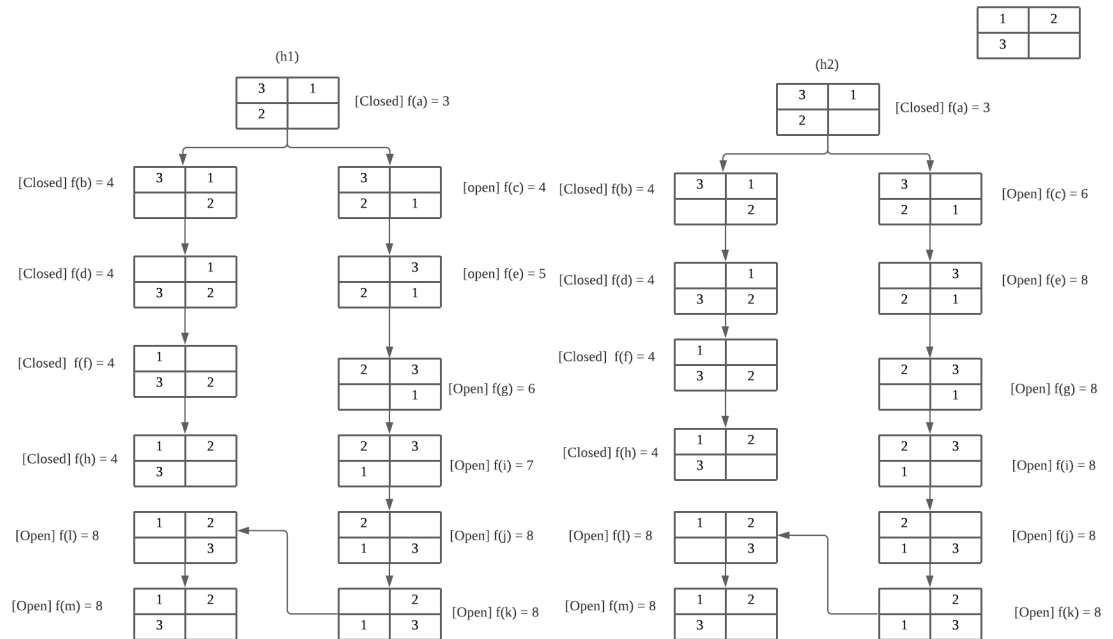 1 2
3
(h1)
3 1
2
[Closed] f(a) = 3
[Closed] f(b) = 4
3 1
2
3
2 1
[open] f(c) = 4
[Closed] f(d) = 4
1
3 2
3
2 1
[open] f(e) = 5
[Closed] f(f) = 4
1
3 2
2 3
1
[Open] f(g) = 6
[Closed] f(h) = 4
1 2
3
2 3
1
[Open] f(i) = 7
[Open] f(l) = 8
1 2
3
2
1 3
[Open] f(j) = 8
[Open] f(m) = 8
1 2
3
2
1 3
[Open] f(k) = 8
(h2)
3 1
2
[Closed] f(a) = 3
[Closed] f(b) = 4
3 1
2
3
2 1
[Open] f(c) = 6
[Closed] f(d) = 4
1
3 2
3
2 1
[Open] f(e) = 8
[Closed] f(f) = 4
1
3 2
2 3
1
[Open] f(g) = 8
[Closed] f(h) = 4
1 2
3
2 3
1
[Open] f(i) = 8
[Open] f(l) = 8
1 2
3
2
1 3
[Open] f(j) = 8
[Open] f(m) = 8
1 2
3
2
1 3
[Open] f(k) = 8